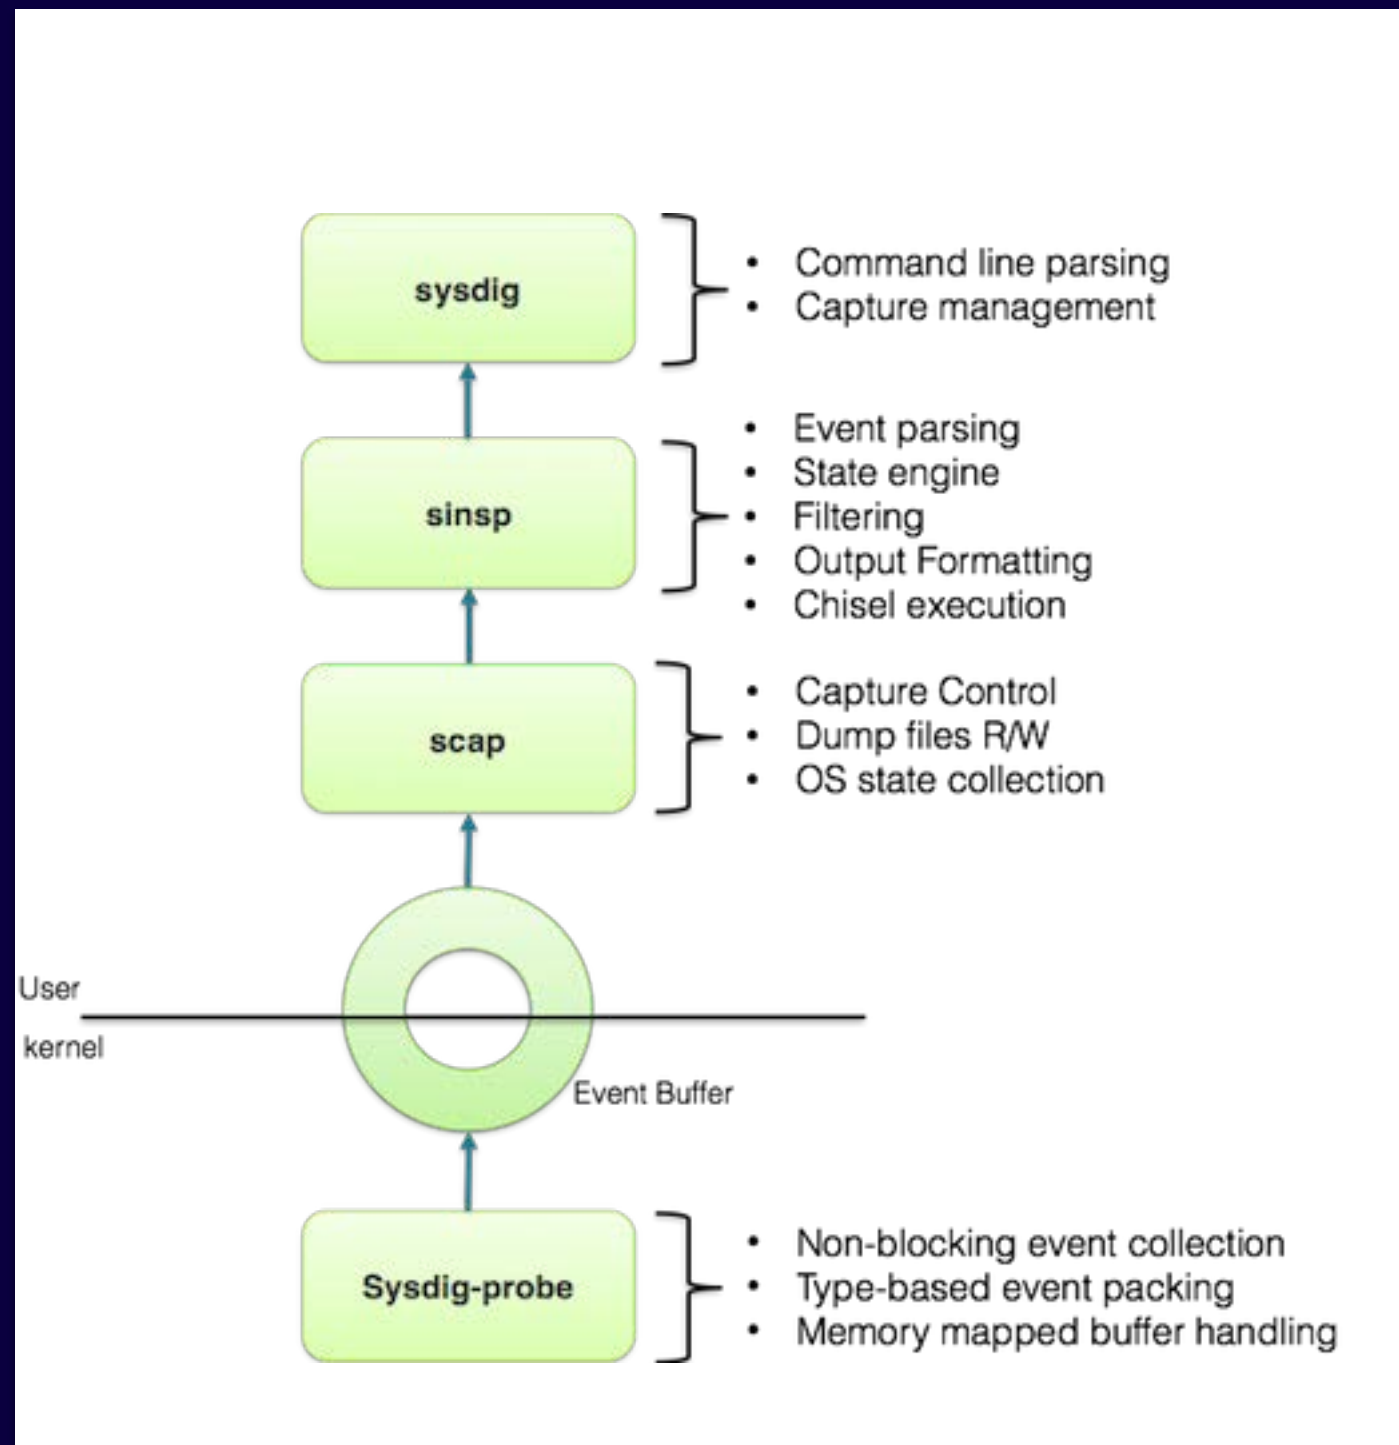 sysdig
• Command line parsing
• Capture management
sinsp
• Event parsing
• State engine
• Filtering
• Output Formatting
• Chisel execution
scap
• Capture Control
• Dump files R/W
• OS state collection
User
kernel
Event Buffer
Sysdig-probe
• Non-blocking event collection
• Type-based event packing
• Memory mapped buffer handling